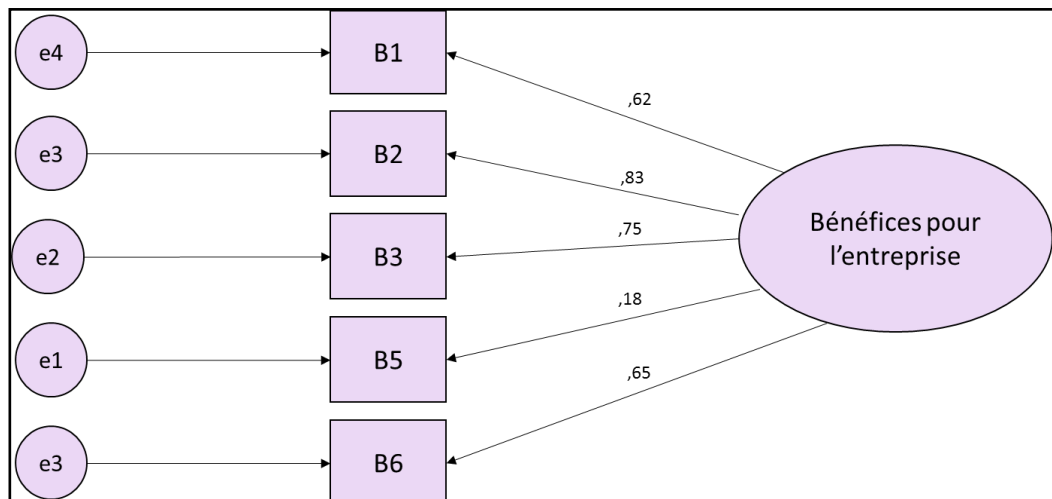 e4
B1
,62
e3
B2
,83
Bénéfices pour
l'entreprise
e2
B3
,75
e1
B5
,18
e3
B6
,65